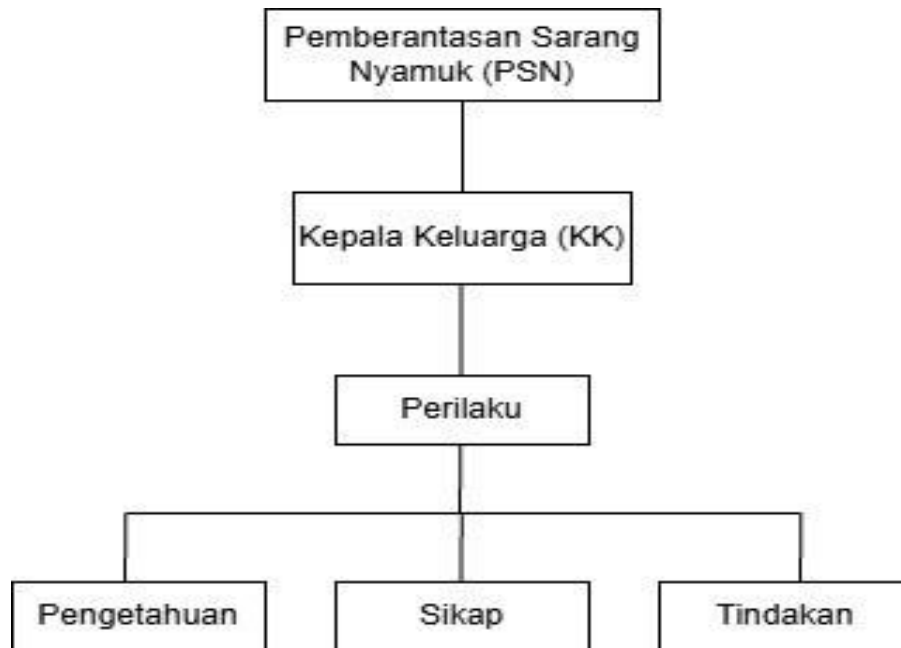 Pemberantasan Sarang
Nyamuk (PSN)
Kepala Keluarga (KK)
Perilaku
Pengetahuan
Sikap
Tindakan